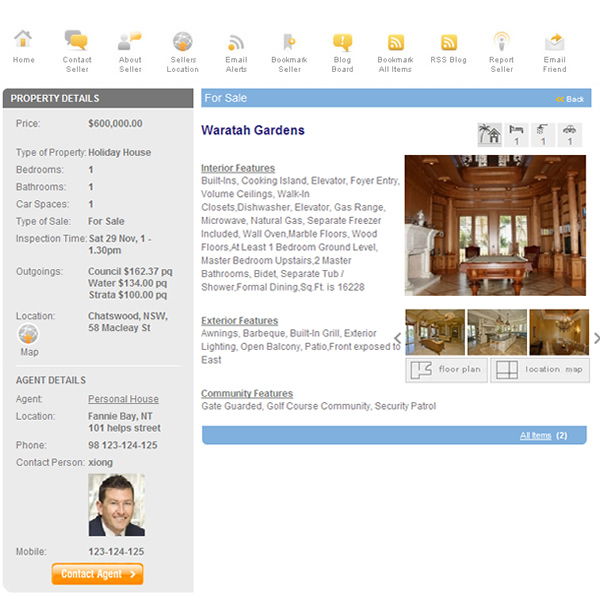 Home
Contact Seller
About Seller
Sellers Location
Email Alerts
Bookmark Seller
Blog Board
Bookmark All Items
RSS Blog
Report Seller
Email Friend
PROPERTY DETAILS
Price: $600,000.00
Type of Property: Holiday House
Bedrooms: 1
Bathrooms: 1
Car Spaces: 1
Type of Sale: For Sale
Inspection Time: Sat 29 Nov, 1 -
1.30pm
Outgoings: Council $162.37 pq
Water $134.00 pq
Strata $100.00 pq
Location: Chatswood, NSW,
58 Macleay St
Map
AGENT DETAILS
Agent: Personal House
Location: Fannie Bay, NT
101 helps street
Phone: 98 123-124-125
Contact Person: xiong
Mobile: 123-124-125
Contact Agent
For Sale
Back
Waratah Gardens
1 1 1
Interior Features
Built-Ins, Cooking Island, Elevator, Foyer Entry,
Volume Ceilings, Walk-In
Closets,Dishwasher, Elevator, Gas Range,
Microwave, Natural Gas, Separate Freezer
Included, Wall Oven,Marble Floors, Wood
Floors,At Least 1 Bedroom Ground Level,
Master Bedroom Upstairs,2 Master
Bathrooms, Bidet, Separate Tub /
Shower,Formal Dining,Sq.Ft. is 16228
Exterior Features
Awnings, Barbeque, Built-In Grill, Exterior
Lighting, Open Balcony, Patio,Front exposed to
East
floor plan
location map
Community Features
Gate Guarded, Golf Course Community, Security Patrol
All Items (2)